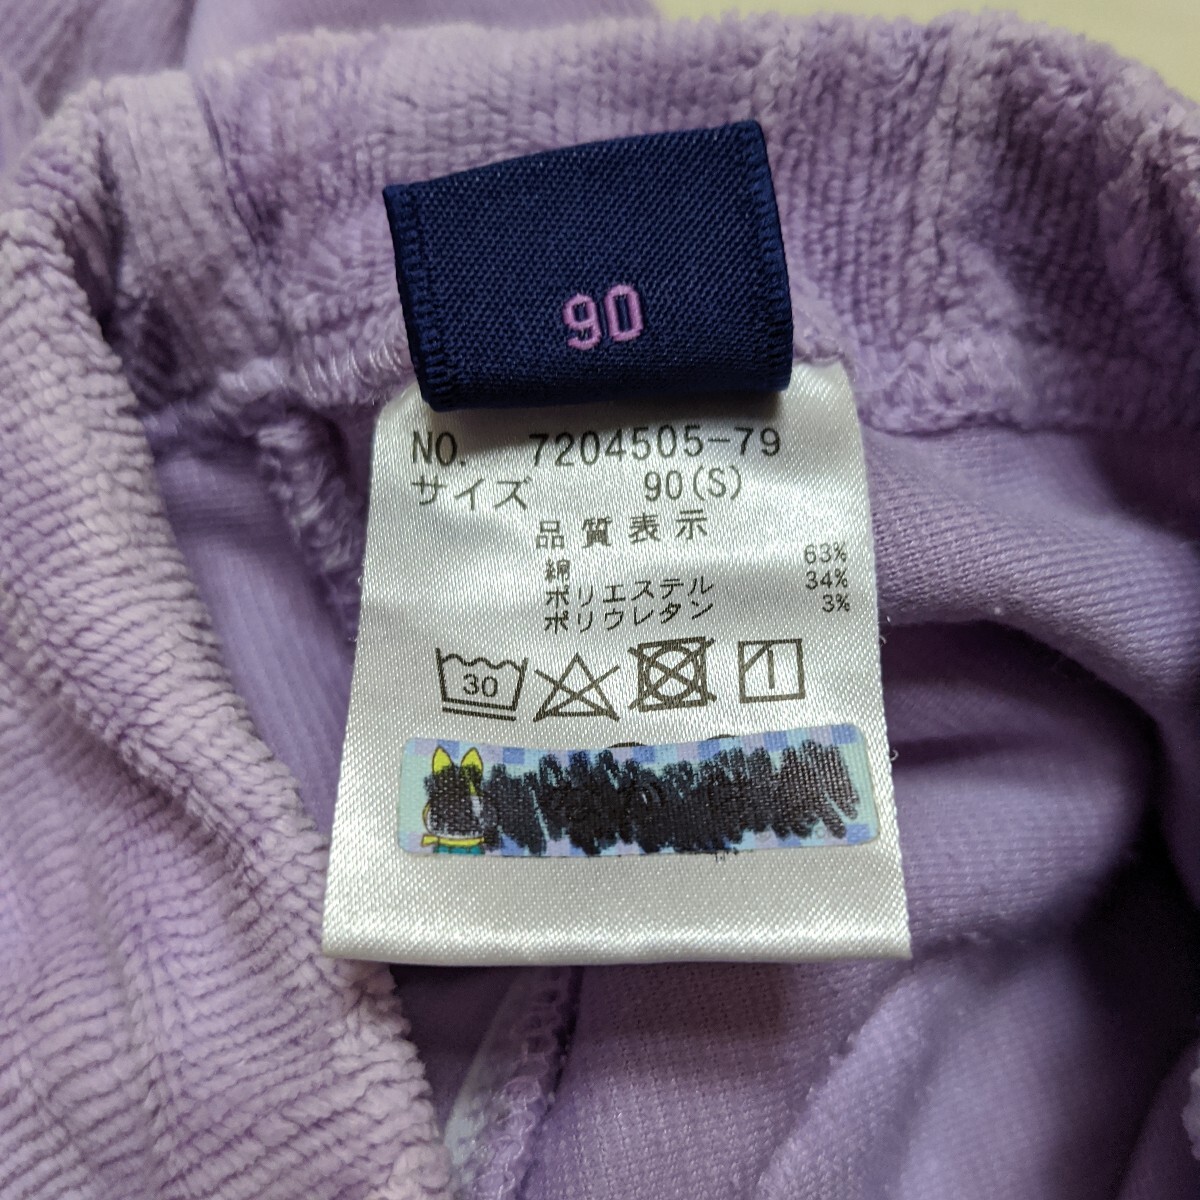 90
NO. 7204505-79
サイズ 90(S)
品質表示
綿 63%
ポリエステル 34%
ポリウレタン 3%
30